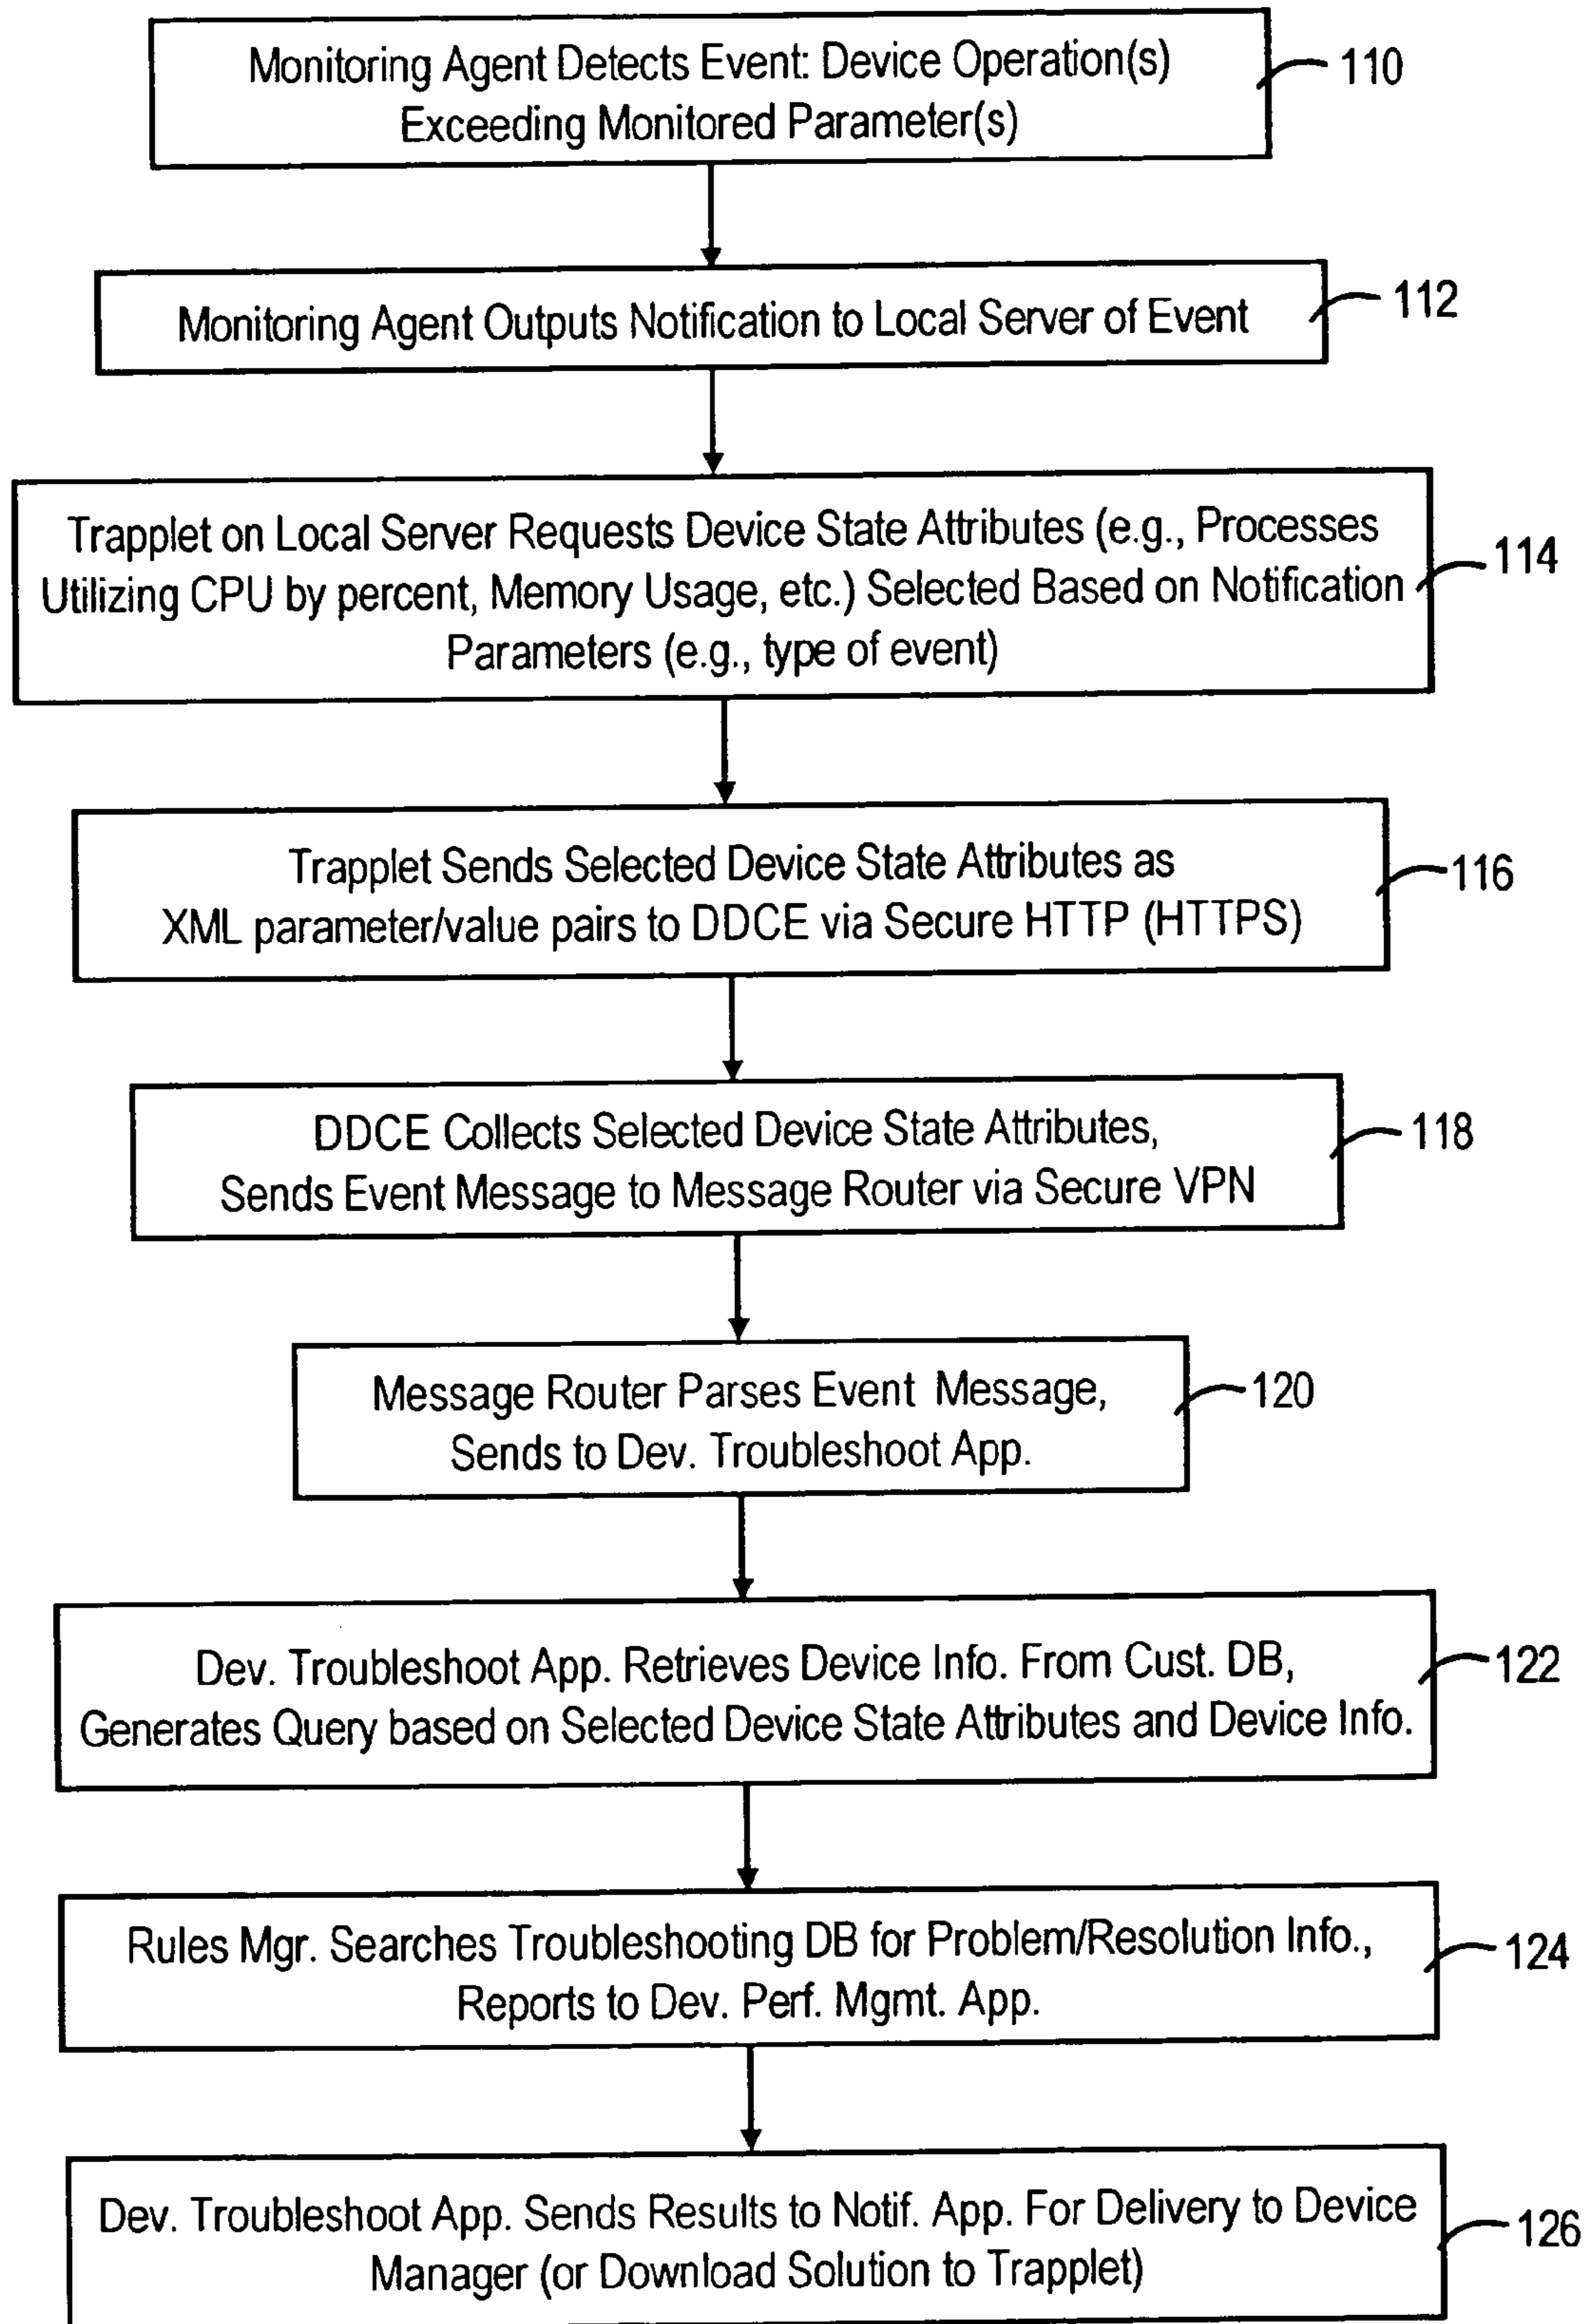 Monitoring Agent Detects Event: Device Operation(s)
Exceeding Monitored Parameter(s)
110
Monitoring Agent Outputs Notification to Local Server of Event
112
Trapplet on Local Server Requests Device State Attributes (e.g., Processes
Utilizing CPU by percent, Memory Usage, etc.) Selected Based on Notification
Parameters (e.g., type of event)
114
Trapplet Sends Selected Device State Attributes as
XML parameter/value pairs to DDCE via Secure HTTP (HTTPS)
116
DDCE Collects Selected Device State Attributes,
Sends Event Message to Message Router via Secure VPN
118
Message Router Parses Event Message,
Sends to Dev. Troubleshoot App.
120
Dev. Troubleshoot App. Retrieves Device Info. From Cust. DB,
Generates Query based on Selected Device State Attributes and Device Info.
122
Rules Mgr. Searches Troubleshooting DB for Problem/Resolution Info.,
Reports to Dev. Perf. Mgmt. App.
124
Dev. Troubleshoot App. Sends Results to Notif. App. For Delivery to Device
Manager (or Download Solution to Trapplet)
126